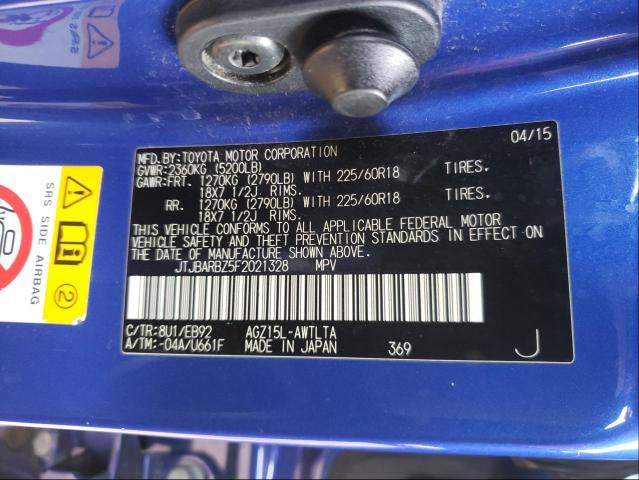 04/15
MFD.BY:TOYOTA MOTOR CORPORATION
GVWR:2360KG (5200LB)
GAWR:FRT. 1270KG (2790LB) WITH 225/60R18 TIRES.
18X7 1/2J RIMS.
RR. 1270KG (2790LB) WITH 225/60R18 TIRES.
18X7 1/2J RIMS.
THIS VEHICLE CONFORMS TO ALL APPLICABLE FEDERAL MOTOR
VEHICLE SAFETY AND THEFT PREVENTION STANDARDS IN EFFECT ON
THE DATE OF MANUFACTURE SHOWN ABOVE.
JTJBARBZ5F2021328 MPV
C/TR:8U1/EB92 AGZ15L-AWTLTA
A/TM:-04A/U661F MADE IN JAPAN 369 J
SRS SIDE AIRBAG
2